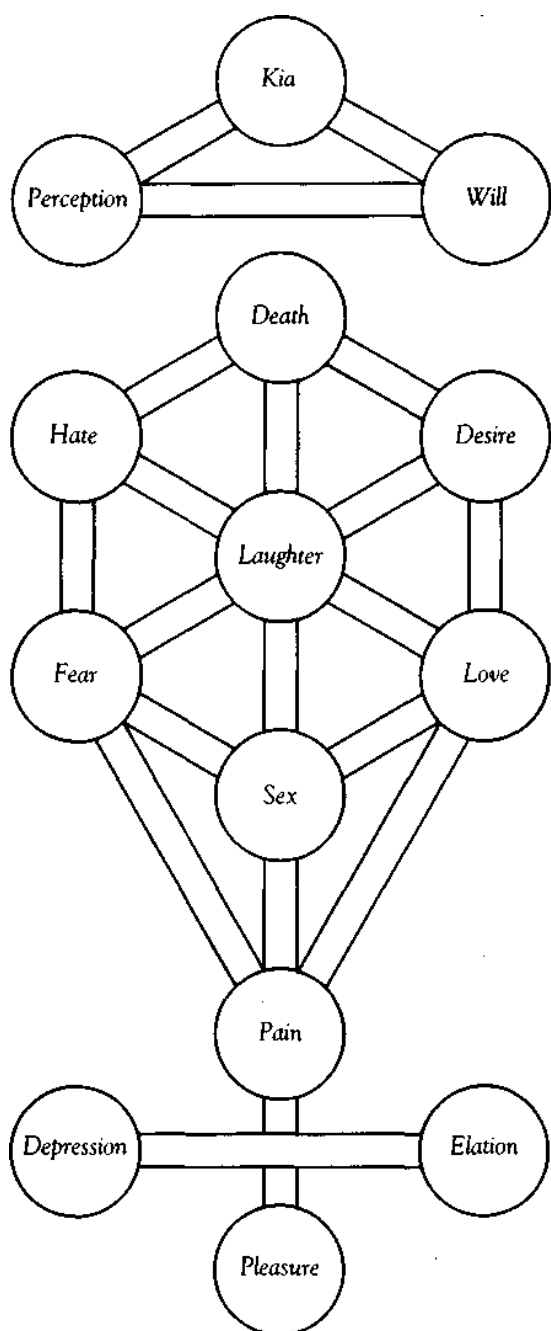 Kia
Perception
Will
Death
Hate
Desire
Laughter
Fear
Love
Sex
Pain
Depression
Elation
Pleasure